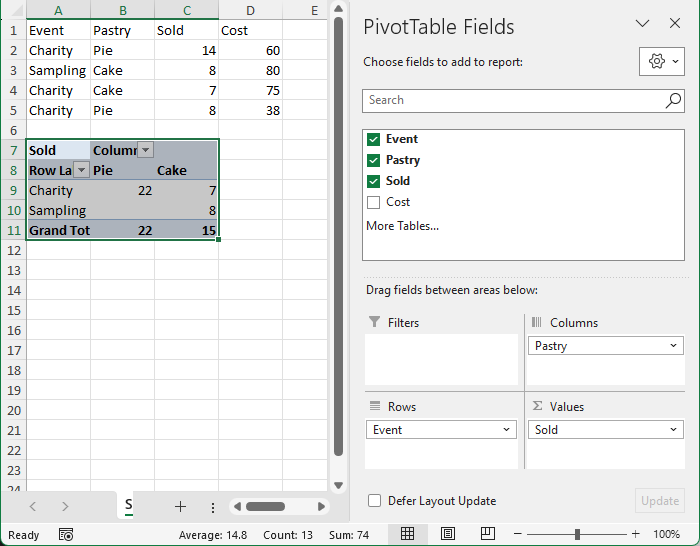 A B C D E
1 Event Pastry Sold Cost
2 Charity Pie 14 60
3 Sampling Cake 8 80
4 Charity Cake 7 75
5 Charity Pie 8 38
6
7 Sold Column
8 Row La Pie Cake
9 Charity 22 7
10 Sampling 8
11 Grand Tot 22 15
12
13
14
15
16
17
18
19
20
21
22
23
24
S
Ready Average: 14.8 Count: 13 Sum: 74 100%
PivotTable Fields
Choose fields to add to report:
Search
Event
Pastry
Sold
Cost
More Tables...
Drag fields between areas below:
Filters Columns
Pastry
Rows Values
Event Sold
Defer Layout Update Update